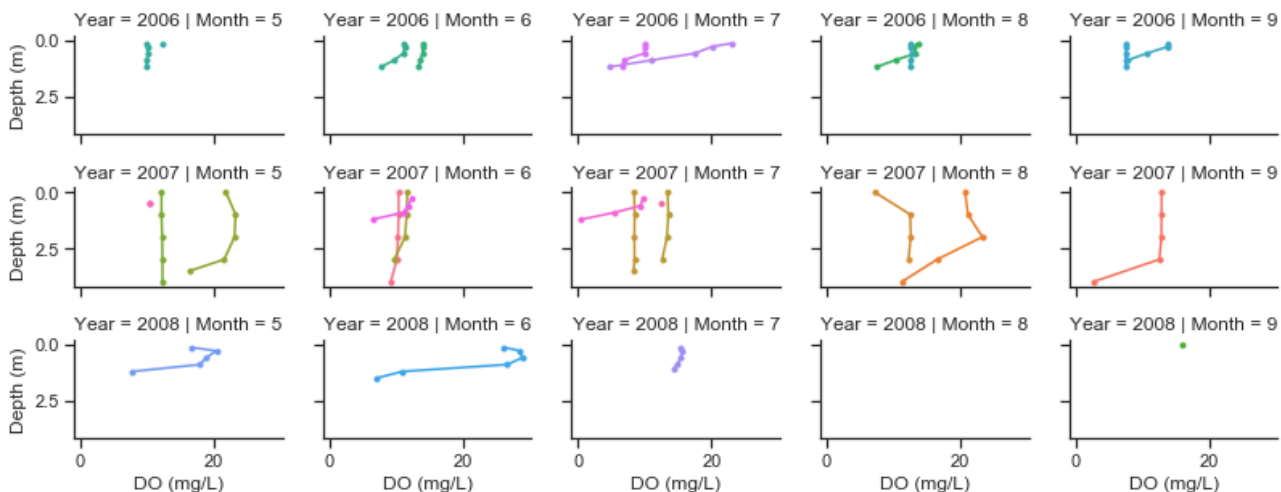 Year = 2006 | Month = 5 Year = 2006 | Month = 6 Year = 2006 | Month = 7 Year = 2006 | Month = 8 Year = 2006 | Month = 9
0.0
2.5
Depth (m)
Year = 2007 | Month = 5 Year = 2007 | Month = 6 Year = 2007 | Month = 7 Year = 2007 | Month = 8 Year = 2007 | Month = 9
0.0
2.5
Depth (m)
Year = 2008 | Month = 5 Year = 2008 | Month = 6 Year = 2008 | Month = 7 Year = 2008 | Month = 8 Year = 2008 | Month = 9
0.0
2.5
Depth (m)
0 20 0 20 0 20 0 20 0 20
DO (mg/L) DO (mg/L) DO (mg/L) DO (mg/L) DO (mg/L)